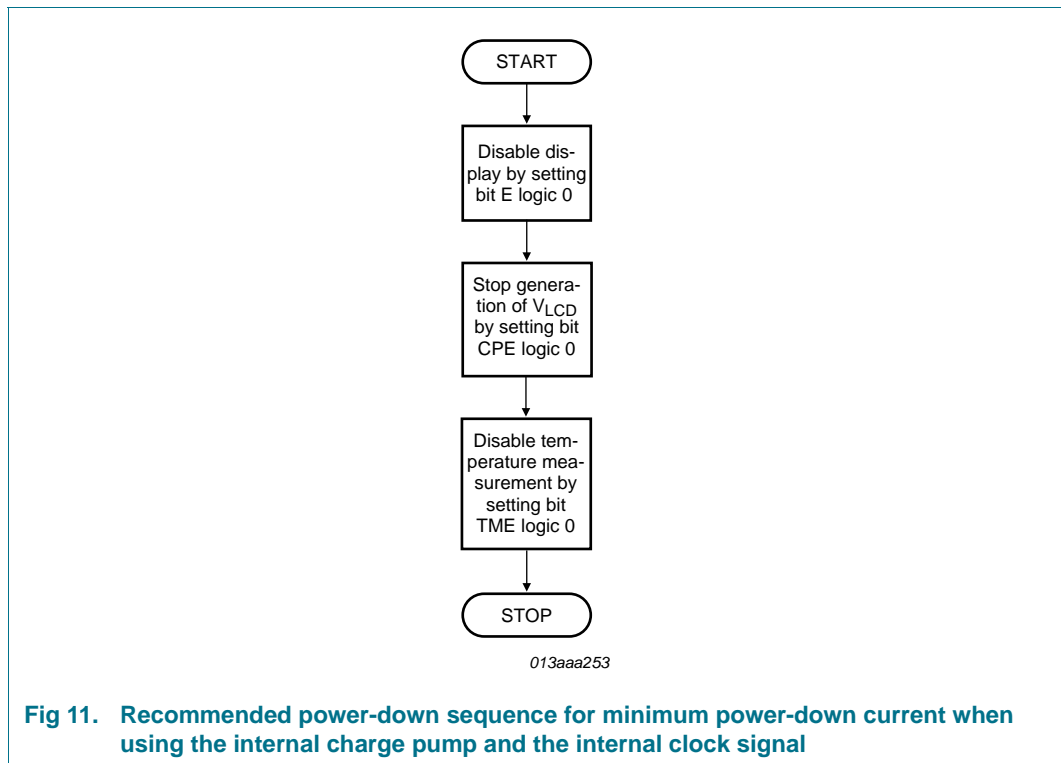 START
Disable dis-
play by setting
bit E logic 0
Stop genera-
tion of VLCD
by setting bit
CPE logic 0
Disable tem-
perature mea-
surement by
setting bit
TME logic 0
STOP
013aaa253
Fig 11. Recommended power-down sequence for minimum power-down current when
using the internal charge pump and the internal clock signal